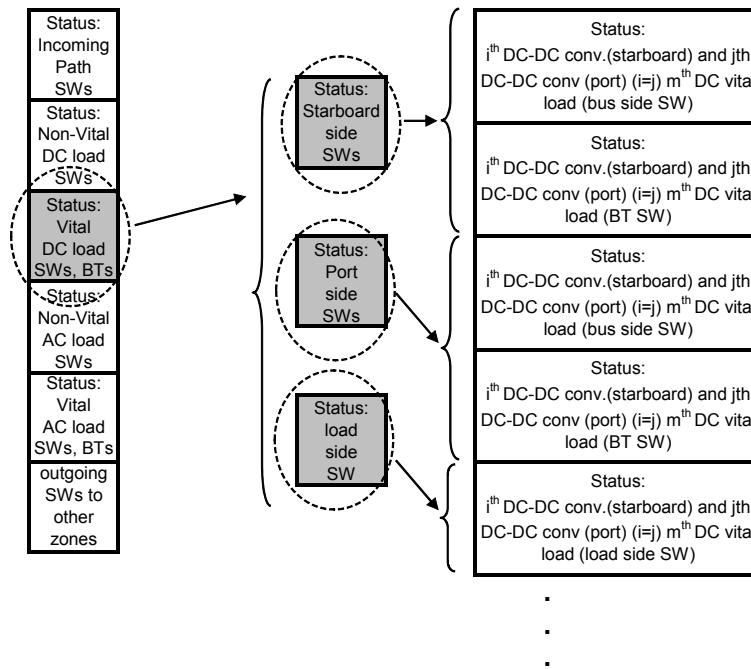 Status:
Incoming
Path
SWs
Status:
Non-Vital
DC load
SWs
Status:
Vital
DC load
SWs, BTs
Status:
Non-Vital
AC load
SWs
Status:
Vital
AC load
SWs, BTs
outgoing
SWs to
other
zones
Status:
Starboard
side
SWs
Status:
Port
side
SWs
Status:
load
side
SW
Status:
ith DC-DC conv.(starboard) and jth
DC-DC conv (port) (i=j) mth DC vita
load (bus side SW)
Status:
ith DC-DC conv.(starboard) and jth
DC-DC conv (port) (i=j) mth DC vita
load (BT SW)
Status:
ith DC-DC conv.(starboard) and jth
DC-DC conv (port) (i=j) mth DC vita
load (bus side SW)
Status:
ith DC-DC conv.(starboard) and jth
DC-DC conv (port) (i=j) mth DC vita
load (BT SW)
Status:
ith DC-DC conv.(starboard) and jth
DC-DC conv (port) (i=j) mth DC vita
load (load side SW)
.
.
.